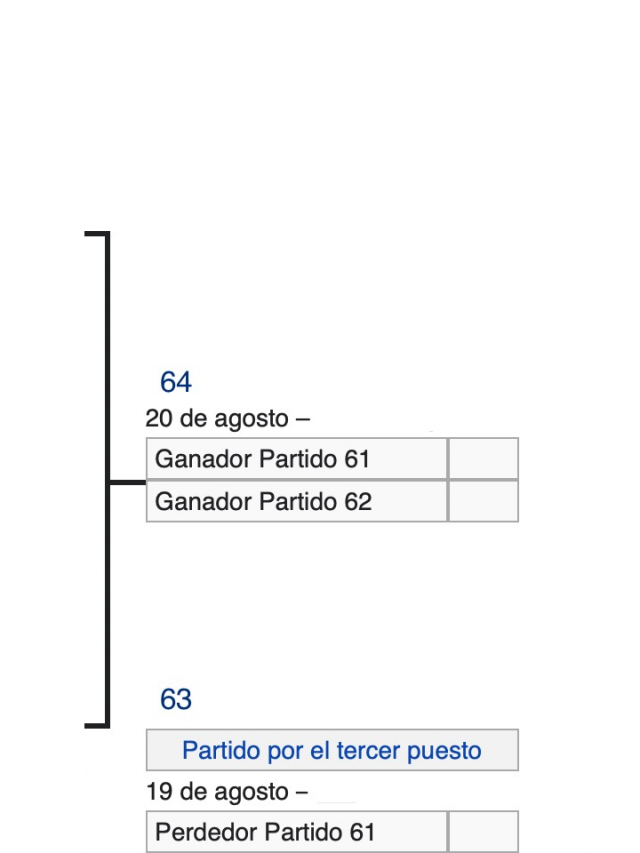 64
20 de agosto –
Ganador Partido 61
Ganador Partido 62
63
Partido por el tercer puesto
19 de agosto –
Perdedor Partido 61